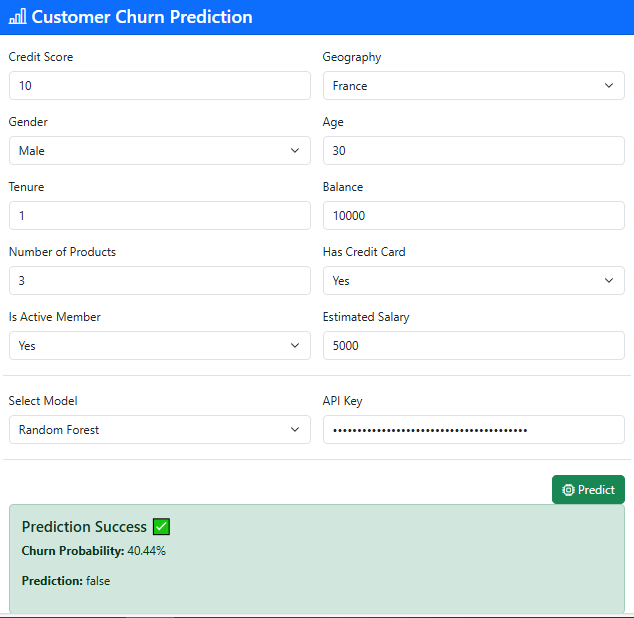 Customer Churn Prediction
Credit Score Geography
10 France
Gender Age
Male 30
Tenure Balance
1 10000
Number of Products Has Credit Card
3 Yes
Is Active Member Estimated Salary
Yes 5000
Select Model API Key
Random Forest ••••••••••••••••••••••••••••••••••••••••
Predict
Prediction Success ✅
Churn Probability: 40.44%
Prediction: false